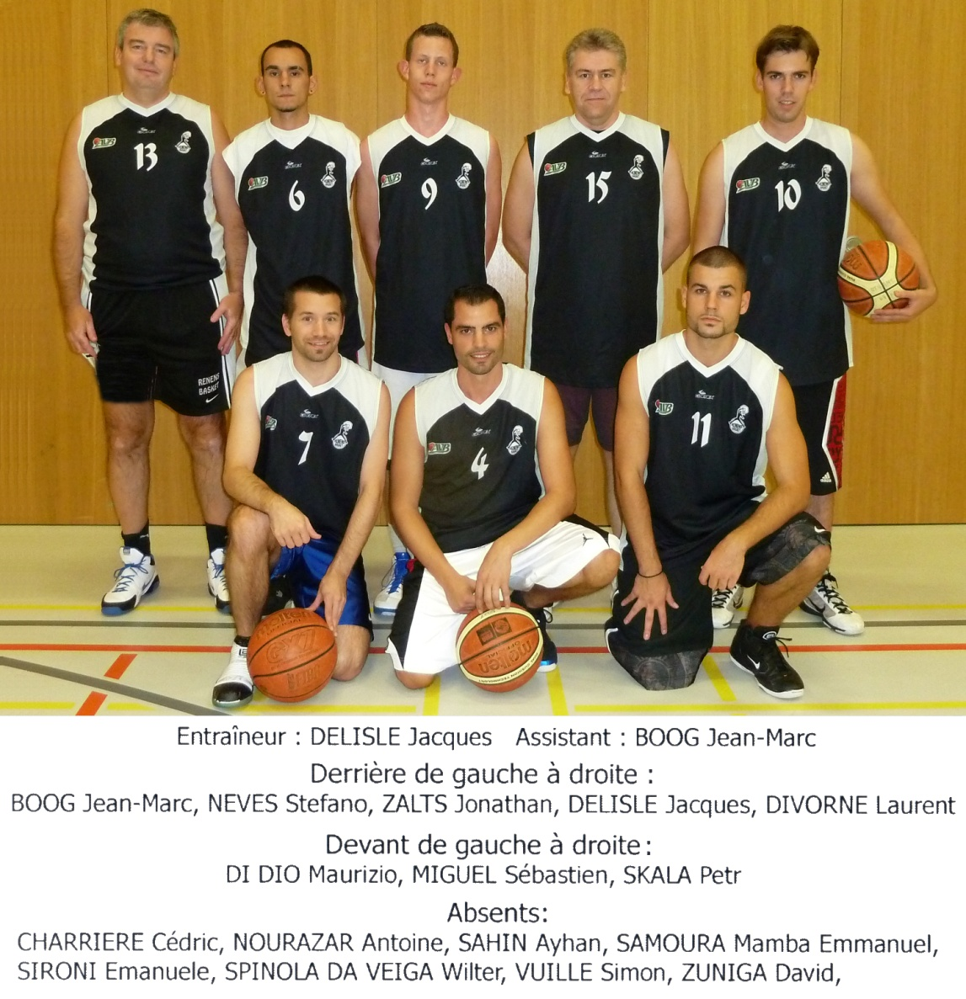 13
6
9
15
10
RENENS
BASKET
7
4
11
molten
molten
OFFICIAL
Entraîneur : DELISLE Jacques Assistant : BOOG Jean-Marc
Derrière de gauche à droite :
BOOG Jean-Marc, NEVES Stefano, ZALTS Jonathan, DELISLE Jacques, DIVORNE Laurent
Devant de gauche à droite :
DI DIO Maurizio, MIGUEL Sébastien, SKALA Petr
Absents:
CHARRIERE Cédric, NOURAZAR Antoine, SAHIN Ayhan, SAMOURA Mamba Emmanuel,
SIRONI Emanuele, SPINOLA DA VEIGA Wilter, VUILLE Simon, ZUNIGA David,